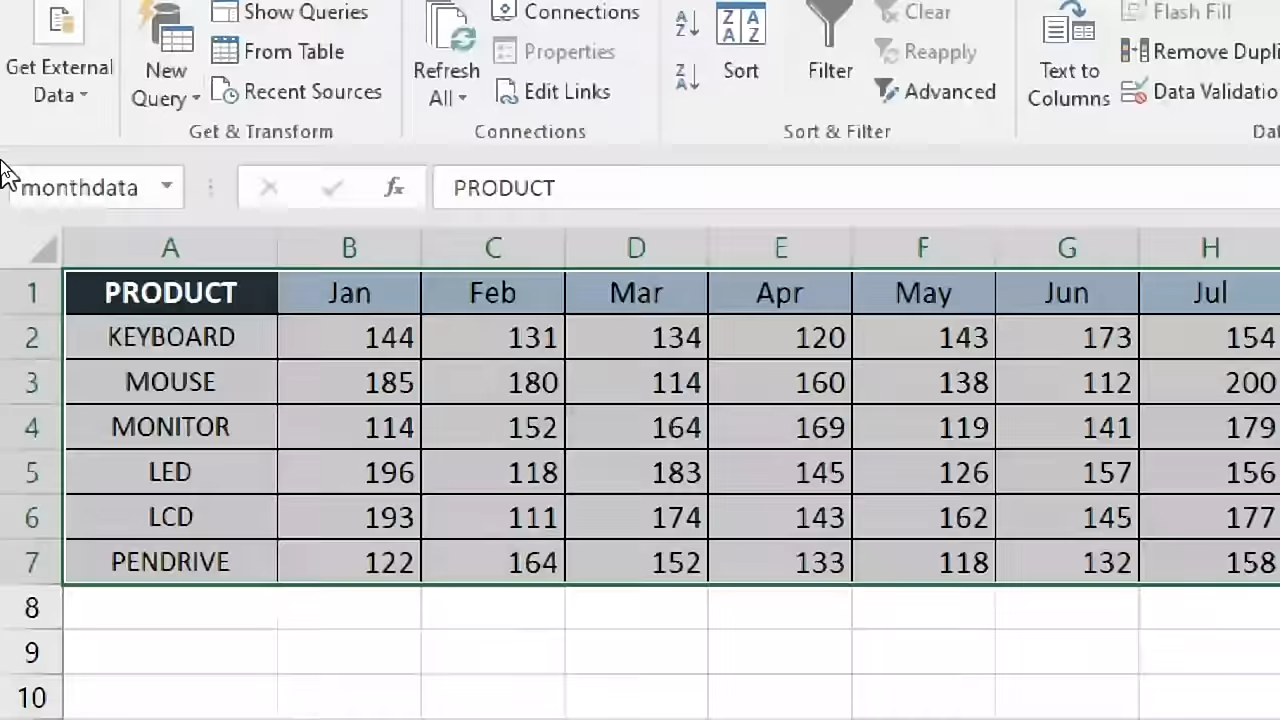 Show Queries
Connections
Clear
Flash Fill
From Table
Properties
Reapply
Get External
Data
New
Query
Refresh
All
Sort
Filter
Text to
Columns
Recent Sources
Edit Links
Advanced
Get & Transform
Connections
Sort & Filter
monthdata
fx
PRODUCT
A B C D E F G H
1 PRODUCT Jan Feb Mar Apr May Jun Jul
2 KEYBOARD 144 131 134 120 143 173 154
3 MOUSE 185 180 114 160 138 112 200
4 MONITOR 114 152 164 169 119 141 179
5 LED 196 118 183 145 126 157 156
6 LCD 193 111 174 143 162 145 177
7 PENDRIVE 122 164 152 133 118 132 158
8
9
10